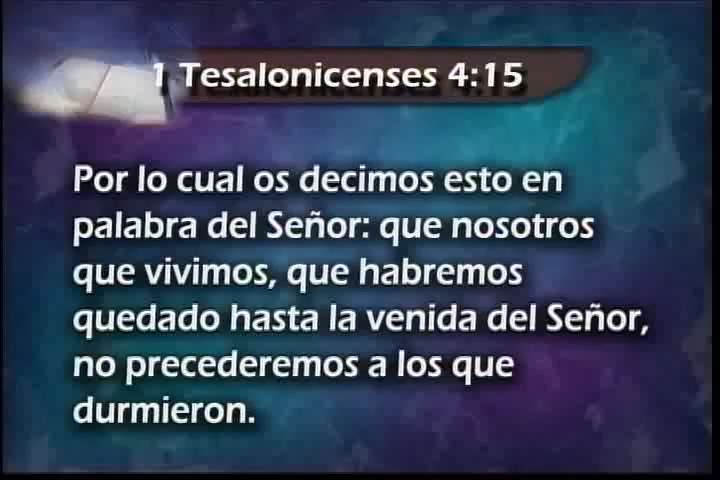 1 Tesalonicenses 4:15
Por lo cual os decimos esto en
palabra del Señor: que nosotros
que vivimos, que habremos
quedado hasta la venida del Señor,
no precederemos a los que
durmieron.